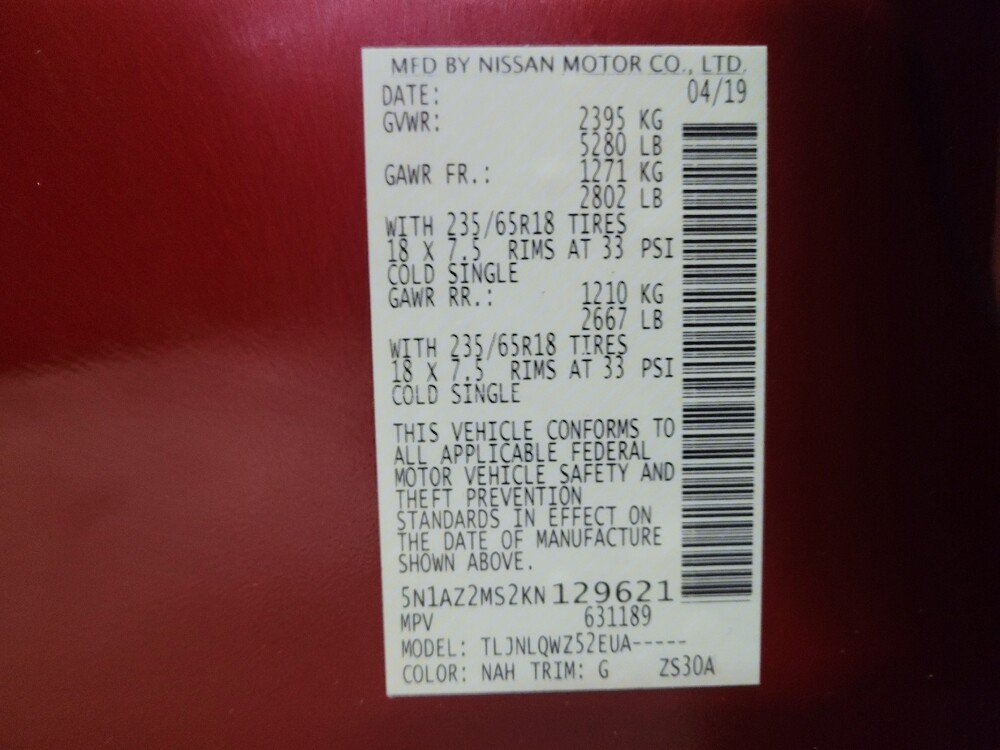 MFD BY NISSAN MOTOR CO., LTD.
DATE: 04/19
GVWR: 2395 KG
5280 LB
GAWR FR.: 1271 KG
2802 LB
WITH 235/65R18 TIRES
18 X 7.5 RIMS AT 33 PSI
COLD SINGLE
GAWR RR.: 1210 KG
2667 LB
WITH 235/65R18 TIRES
18 X 7.5 RIMS AT 33 PSI
COLD SINGLE
THIS VEHICLE CONFORMS TO
ALL APPLICABLE FEDERAL
MOTOR VEHICLE SAFETY AND
THEFT PREVENTION
STANDARDS IN EFFECT ON
THE DATE OF MANUFACTURE
SHOWN ABOVE.
5N1AZ2MS2KN129621
MPV 631189
MODEL: TLJNLQWZ52EUA-----
COLOR: NAH TRIM: G ZS30A